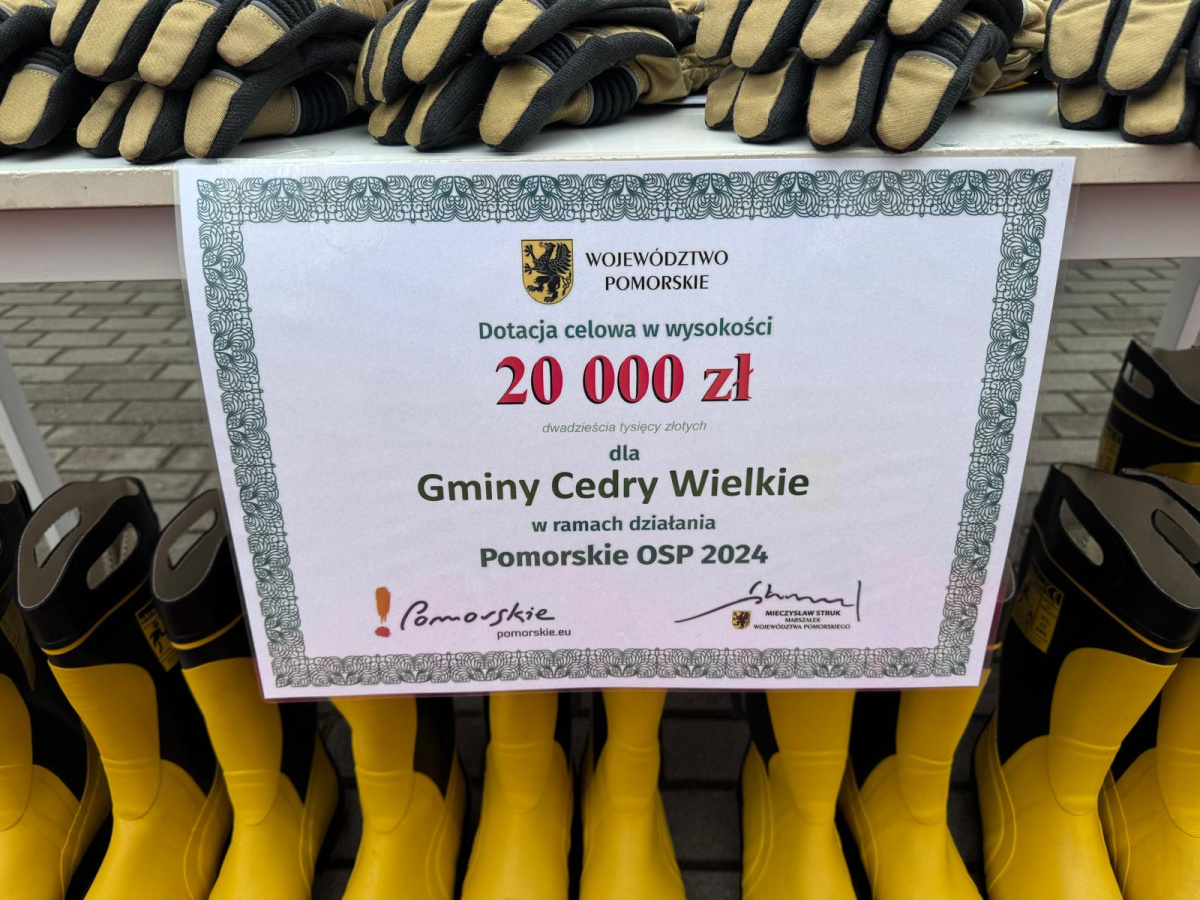 WOJEWÓDZTWO
POMORSKIE
Dotacja celowa w wysokości
20 000 zł
dwadzieścia tysięcy złotych
dla
Gminy Cedry Wielkie
w ramach działania
Pomorskie OSP 2024
Pomorskie
pomorskie.eu
MIECZYSŁAW STRUK
MARSZAŁEK
WOJEWÓDZTWA POMORSKIEGO